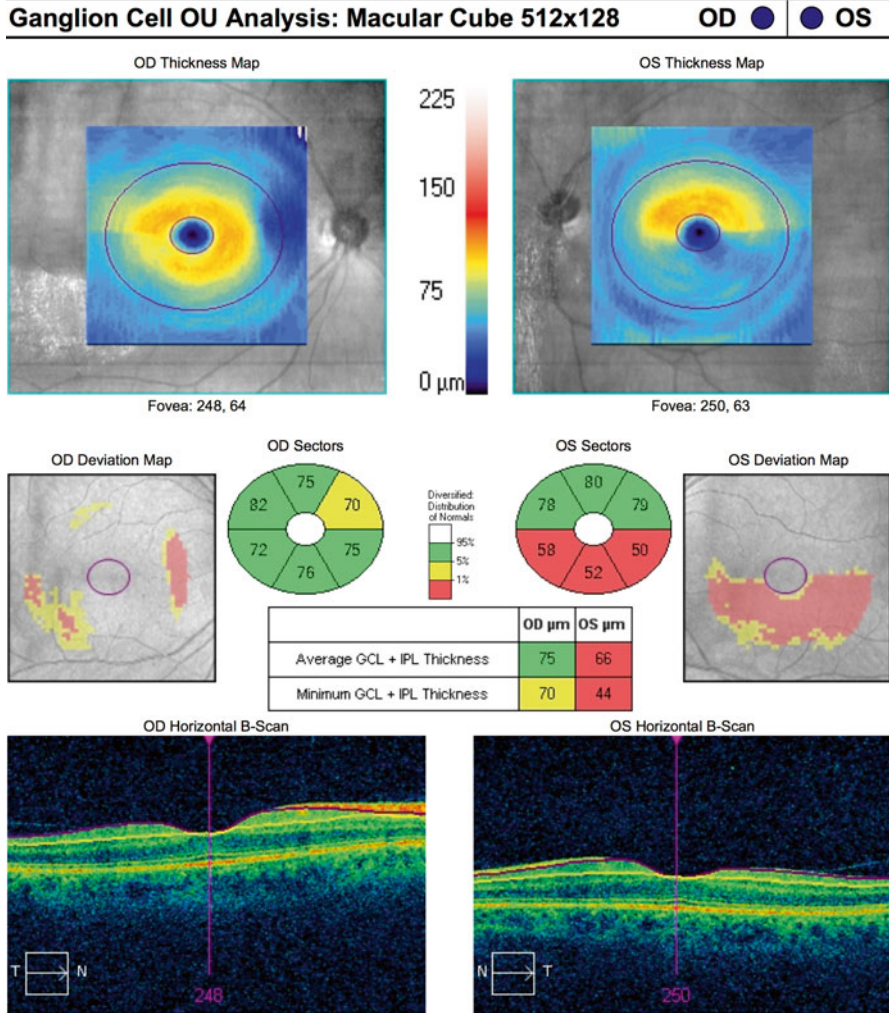 Ganglion Cell OU Analysis: Macular Cube 512x128 OD OS
OD Thickness Map
OS Thickness Map
225
150
75
0 µm
Fovea: 248, 64
Fovea: 250, 63
OD Deviation Map
OD Sectors
OS Sectors
OS Deviation Map
75
82
70
72
75
76
Diversified:
Distribution
of Normals
95%
5%
1%
80
78
79
58
50
52
OD µm OS µm
Average GCL + IPL Thickness 75 66
Minimum GCL + IPL Thickness 70 44
OD Horizontal B-Scan
OS Horizontal B-Scan
T N
248
N T
250